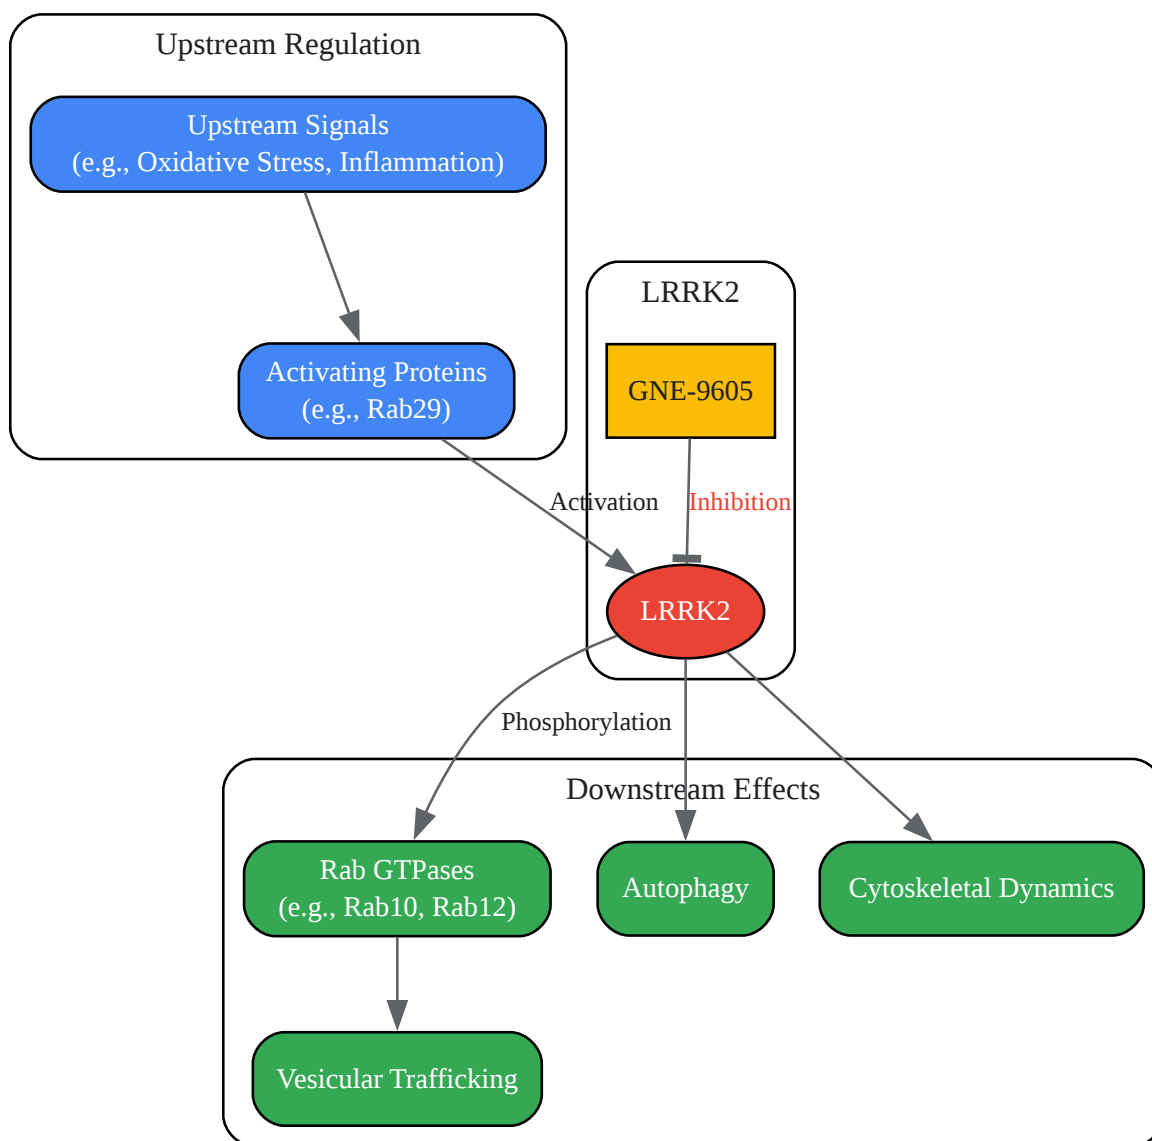 Upstream Regulation
Upstream Signals
(e.g., Oxidative Stress, Inflammation)
LRRK2
Activating Proteins
(e.g., Rab29)
GNE-9605
Activation
Inhibition
LRRK2
Phosphorylation
Downstream Effects
Rab GTPases
(e.g., Rab10, Rab12)
Autophagy
Cytoskeletal Dynamics
Vesicular Trafficking